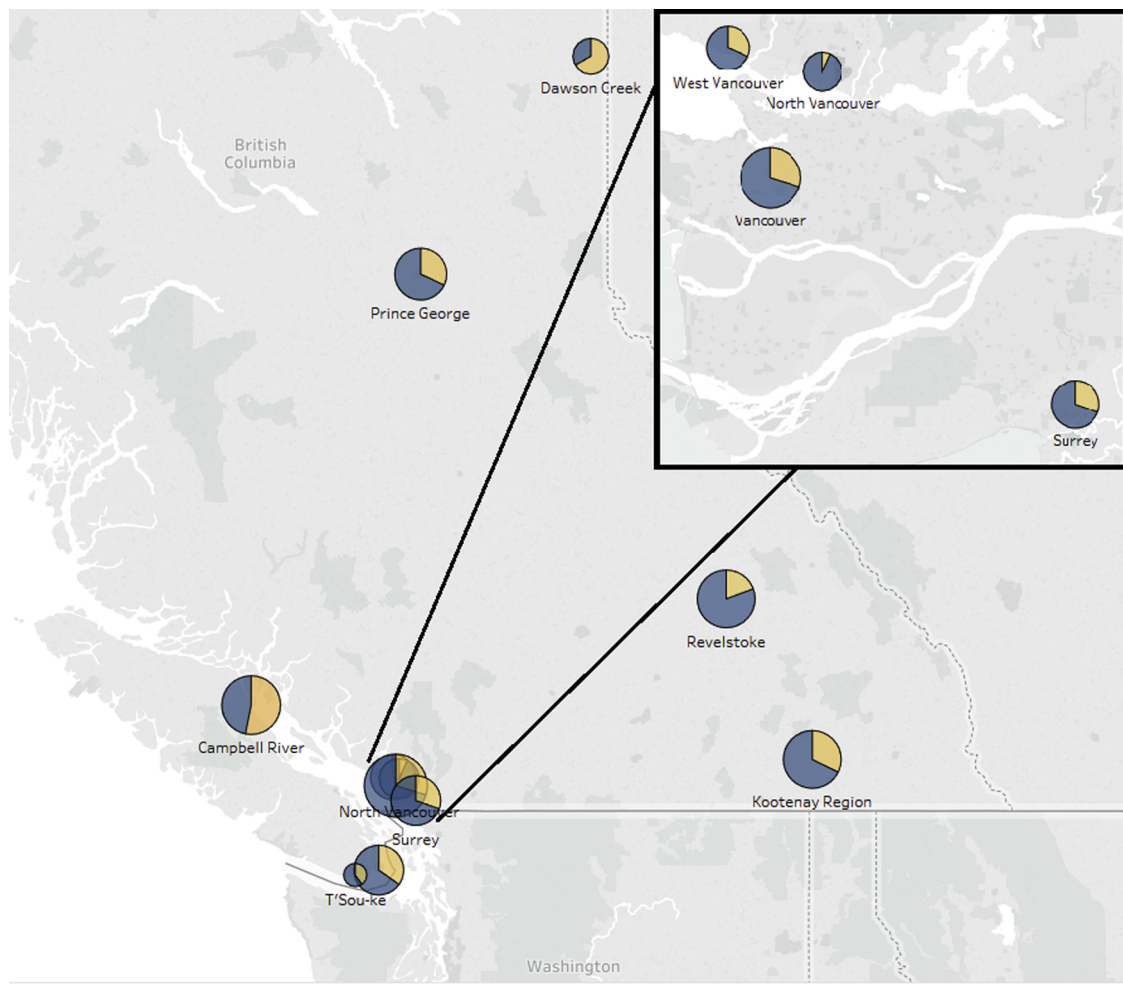 Dawson Creek
West Vancouver
North Vancouver
British
Columbia
Vancouver
Prince George
Surrey
Revelstoke
Campbell River
Kootenay Region
North Vancouver
Surrey
T'Sou-ke
Washington